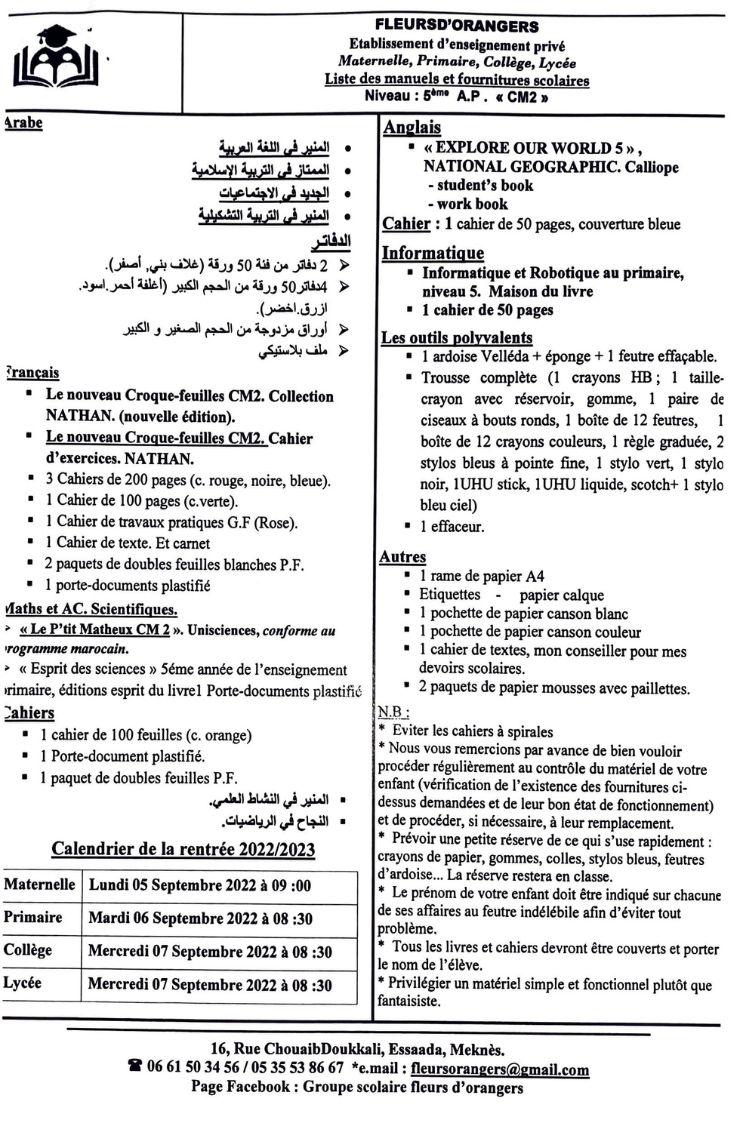 FLEURSD’ORANGERS
Etablissement d’enseignement privé
Maternelle, Primaire, Collège, Lycée
Liste des manuels et fournitures scolaires
Niveau : 5ème A.P . « CM2 »
Arabe
• المنير في اللغة العربية
• الممتاز في التربية الإسلامية
• الجديد في الاجتماعيات
• المنير في التربية التشكيلية
الدفاتر
➢ 2 دفاتر من فئة 50 ورقة (غلاف بني, أصفر).
➢ 4دفاتر50 ورقة من الحجم الكبير (أغلفة أحمر.اسود.
ازرق.اخضر).
➢ أوراق مزدوجة من الحجم الصغير و الكبير
➢ ملف بلاستيكي
Français
▪ Le nouveau Croque-feuilles CM2. Collection
NATHAN. (nouvelle édition).
▪ Le nouveau Croque-feuilles CM2. Cahier
d’exercices. NATHAN.
▪ 3 Cahiers de 200 pages (c. rouge, noire, bleue).
▪ 1 Cahier de 100 pages (c.verte).
▪ 1 Cahier de travaux pratiques G.F (Rose).
▪ 1 Cahier de texte. Et carnet
▪ 2 paquets de doubles feuilles blanches P.F.
▪ 1 porte-documents plastifié
Maths et AC. Scientifiques.
➢ « Le P’tit Matheux CM 2 ». Unisciences, conforme au
programme marocain.
➢ « Esprit des sciences » 5éme année de l’enseignement
primaire, éditions esprit du livre1 Porte-documents plastifié
Cahiers
▪ 1 cahier de 100 feuilles (c. orange)
▪ 1 Porte-document plastifié.
▪ 1 paquet de doubles feuilles P.F.
▪ المنير في النشاط العلمي.
▪ النجاح في الرياضيات.
Calendrier de la rentrée 2022/2023
Maternelle Lundi 05 Septembre 2022 à 09 :00
Primaire Mardi 06 Septembre 2022 à 08 :30
Collège Mercredi 07 Septembre 2022 à 08 :30
Lycée Mercredi 07 Septembre 2022 à 08 :30
Anglais
▪ « EXPLORE OUR WORLD 5 » ,
NATIONAL GEOGRAPHIC. Calliope
- student’s book
- work book
Cahier : 1 cahier de 50 pages, couverture bleue
Informatique
▪ Informatique et Robotique au primaire,
niveau 5. Maison du livre
▪ 1 cahier de 50 pages
Les outils polyvalents
▪ 1 ardoise Velléda + éponge + 1 feutre effaçable.
▪ Trousse complète (1 crayons HB ; 1 taille-
crayon avec réservoir, gomme, 1 paire de
ciseaux à bouts ronds, 1 boîte de 12 feutres, 1
boîte de 12 crayons couleurs, 1 règle graduée, 2
stylos bleus à pointe fine, 1 stylo vert, 1 stylo
noir, 1UHU stick, 1UHU liquide, scotch+ 1 stylo
bleu ciel)
▪ 1 effaceur.
Autres
▪ 1 rame de papier A4
▪ Etiquettes - papier calque
▪ 1 pochette de papier canson blanc
▪ 1 pochette de papier canson couleur
▪ 1 cahier de textes, mon conseiller pour mes
devoirs scolaires.
▪ 2 paquets de papier mousses avec paillettes.
N.B :
* Eviter les cahiers à spirales
* Nous vous remercions par avance de bien vouloir
procéder régulièrement au contrôle du matériel de votre
enfant (vérification de l’existence des fournitures ci-
dessus demandées et de leur bon état de fonctionnement)
et de procéder, si nécessaire, à leur remplacement.
* Prévoir une petite réserve de ce qui s’use rapidement :
crayons de papier, gommes, colles, stylos bleus, feutres
d’ardoise... La réserve restera en classe.
* Le prénom de votre enfant doit être indiqué sur chacune
de ses affaires au feutre indélébile afin d’éviter tout
problème.
* Tous les livres et cahiers devront être couverts et porter
le nom de l’élève.
* Privilégier un matériel simple et fonctionnel plutôt que
fantaisiste.
16, Rue ChouaibDoukkali, Essaada, Meknès.
☎ 06 61 50 34 56 / 05 35 53 86 67 *e.mail : fleursorangers@gmail.com
Page Facebook : Groupe scolaire fleurs d’orangers